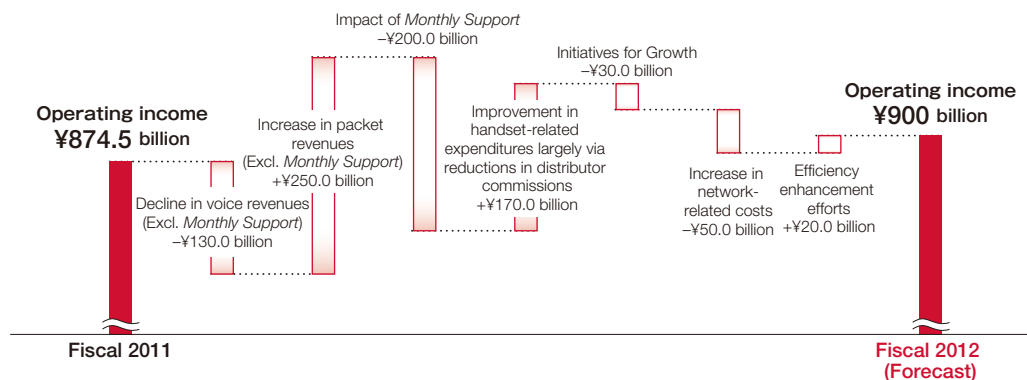 Operating income
¥874.5 billion
Decline in voice revenues
(Excl. Monthly Support)
–¥130.0 billion
Increase in packet
revenues
(Excl. Monthly Support)
+¥250.0 billion
Impact of Monthly Support
–¥200.0 billion
Improvement in
handset-related
expenditures largely via
reductions in distributor
commissions
+¥170.0 billion
Initiatives for Growth
–¥30.0 billion
Increase in
network-
related costs
–¥50.0 billion
Efficiency
enhancement
efforts
+¥20.0 billion
Operating income
¥900 billion
Fiscal 2011
Fiscal 2012
(Forecast)